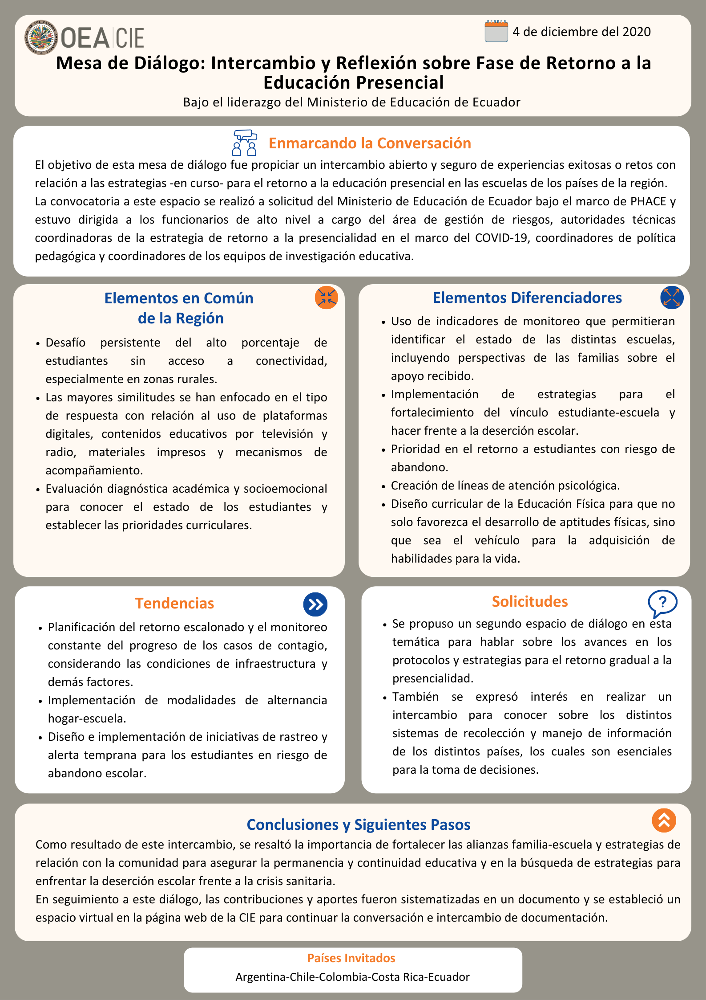 OEA|CIE
4 de diciembre del 2020
Mesa de Diálogo: Intercambio y Reflexión sobre Fase de Retorno a la
Educación Presencial
Bajo el liderazgo del Ministerio de Educación de Ecuador
Enmarcando la Conversación
El objetivo de esta mesa de diálogo fue propiciar un intercambio abierto y seguro de experiencias exitosas o retos con
relación a las estrategias -en curso- para el retorno a la educación presencial en las escuelas de los países de la región.
La convocatoria a este espacio se realizó a solicitud del Ministerio de Educación de Ecuador bajo el marco de PHACE y
estuvo dirigida a los funcionarios de alto nivel a cargo del área de gestión de riesgos, autoridades técnicas
coordinadoras de la estrategia de retorno a la presencialidad en el marco del COVID-19, coordinadores de política
pedagógica y coordinadores de los equipos de investigación educativa.
Elementos en Común
de la Región
• Desafío persistente del alto porcentaje de
estudiantes sin acceso a conectividad,
especialmente en zonas rurales.
• Las mayores similitudes se han enfocado en el tipo
de respuesta con relación al uso de plataformas
digitales, contenidos educativos por televisión y
radio, materiales impresos y mecanismos de
acompañamiento.
• Evaluación diagnóstica académica y socioemocional
para conocer el estado de los estudiantes y
establecer las prioridades curriculares.
Elementos Diferenciadores
• Uso de indicadores de monitoreo que permitieran
identificar el estado de las distintas escuelas,
incluyendo perspectivas de las familias sobre el
apoyo recibido.
• Implementación de estrategias para el
fortalecimiento del vínculo estudiante-escuela y
hacer frente a la deserción escolar.
• Prioridad en el retorno a estudiantes con riesgo de
abandono.
• Creación de líneas de atención psicológica.
• Diseño curricular de la Educación Física para que no
solo favorezca el desarrollo de aptitudes físicas, sino
que sea el vehículo para la adquisición de
habilidades para la vida.
Tendencias
• Planificación del retorno escalonado y el monitoreo
constante del progreso de los casos de contagio,
considerando las condiciones de infraestructura y
demás factores.
• Implementación de modalidades de alternancia
hogar-escuela.
• Diseño e implementación de iniciativas de rastreo y
alerta temprana para los estudiantes en riesgo de
abandono escolar.
Solicitudes
?
• Se propuso un segundo espacio de diálogo en esta
temática para hablar sobre los avances en los
protocolos y estrategias para el retorno gradual a la
presencialidad.
• También se expresó interés en realizar un
intercambio para conocer sobre los distintos
sistemas de recolección y manejo de información
de los distintos países, los cuales son esenciales
para la toma de decisiones.
Conclusiones y Siguientes Pasos
Como resultado de este intercambio, se resaltó la importancia de fortalecer las alianzas familia-escuela y estrategias de
relación con la comunidad para asegurar la permanencia y continuidad educativa y en la búsqueda de estrategias para
enfrentar la deserción escolar frente a la crisis sanitaria.
En seguimiento a este diálogo, las contribuciones y aportes fueron sistematizadas en un documento y se estableció un
espacio virtual en la página web de la CIE para continuar la conversación e intercambio de documentación.
Países Invitados
Argentina-Chile-Colombia-Costa Rica-Ecuador